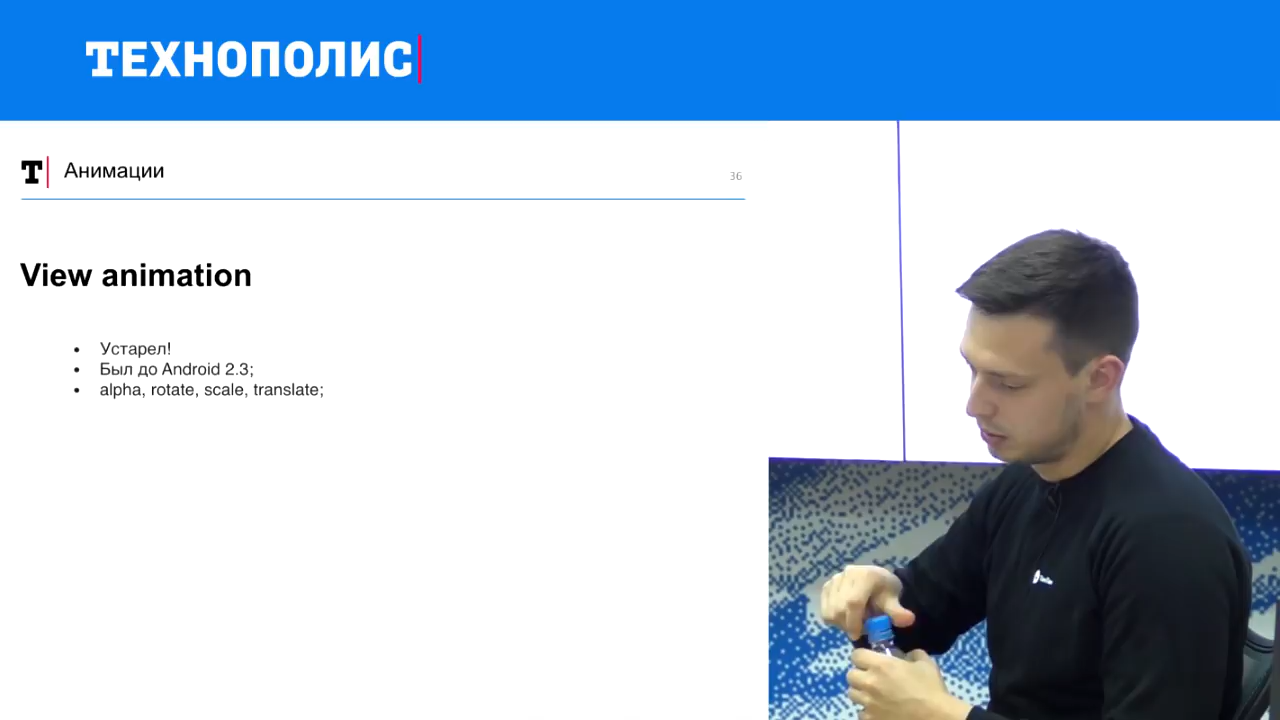 ТЕХНОПОЛИС
Т Анимации
36
View animation
• Устарел!
• Был до Android 2.3;
• alpha, rotate, scale, translate;